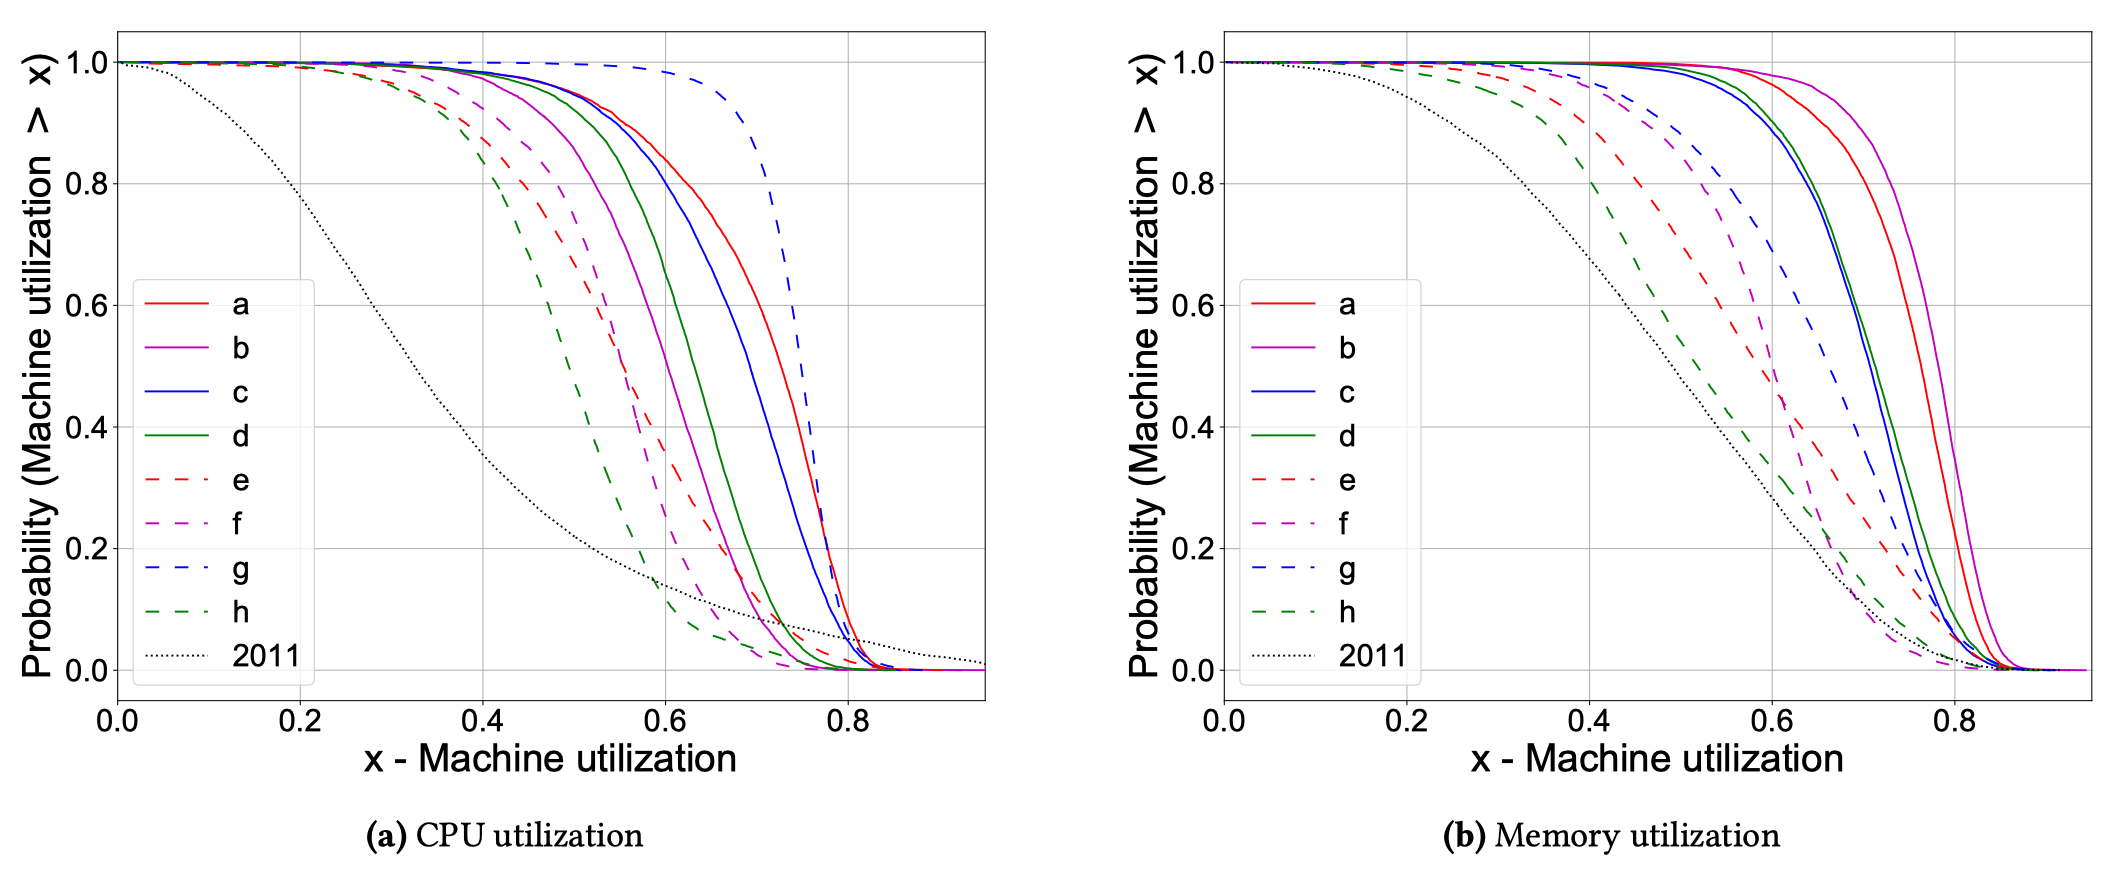 Probability (Machine utilization > x)
1.0
0.8
0.6
0.4
0.2
0.0
a
b
c
d
e
f
g
h
2011
0.0 0.2 0.4 0.6 0.8
x - Machine utilization
(a) CPU utilization
Probability (Machine utilization > x)
1.0
0.8
0.6
0.4
0.2
0.0
a
b
c
d
e
f
g
h
2011
0.0 0.2 0.4 0.6 0.8
x - Machine utilization
(b) Memory utilization